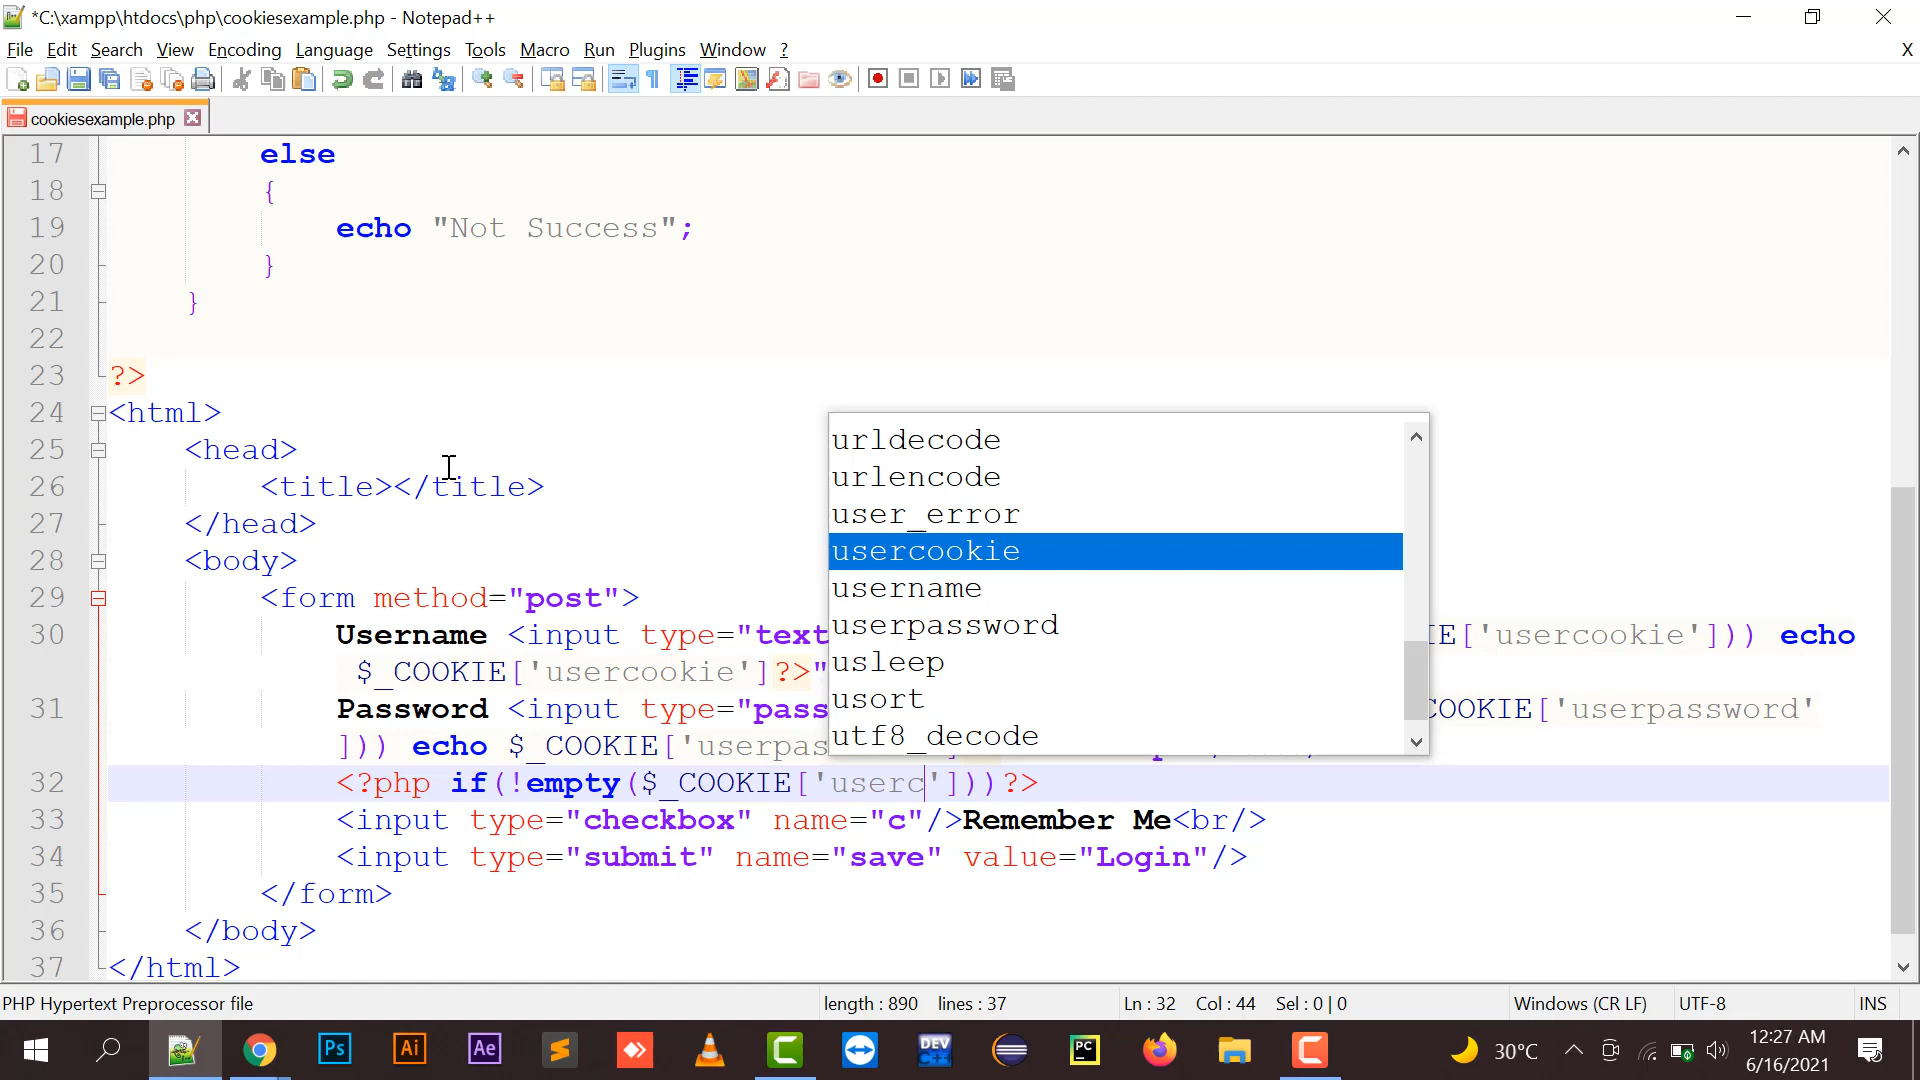 *C:\xampp\htdocs\php\cookiesexample.php - Notepad++
File Edit Search View Encoding Language Settings Tools Macro Run Plugins Window ? X
cookiesexample.php
17 else
18 {
19 echo "Not Success";
20 }
21 }
22
23 ?>
24 <html>
25 <head>
26 <title></title>
27 </head>
28 <body>
29 <form method="post">
30 Username <input type="text IE['usercookie'])) echo
$_COOKIE['usercookie']?>"
31 Password <input type="pass COOKIE['userpassword'
])) echo $_COOKIE['userpas
32 <?php if(!empty($_COOKIE['userc']))?>
33 <input type="checkbox" name="c"/>Remember Me<br/>
34 <input type="submit" name="save" value="Login"/>
35 </form>
36 </body>
37 </html>
urldecode
urlencode
user_error
usercookie
username
userpassword
usleep
usort
utf8_decode
PHP Hypertext Preprocessor file length : 890 lines : 37 Ln : 32 Col : 44 Sel : 0 | 0 Windows (CR LF) UTF-8 INS
Ps Ai Ae DEV C++ PC 30°C 12:27 AM
6/16/2021